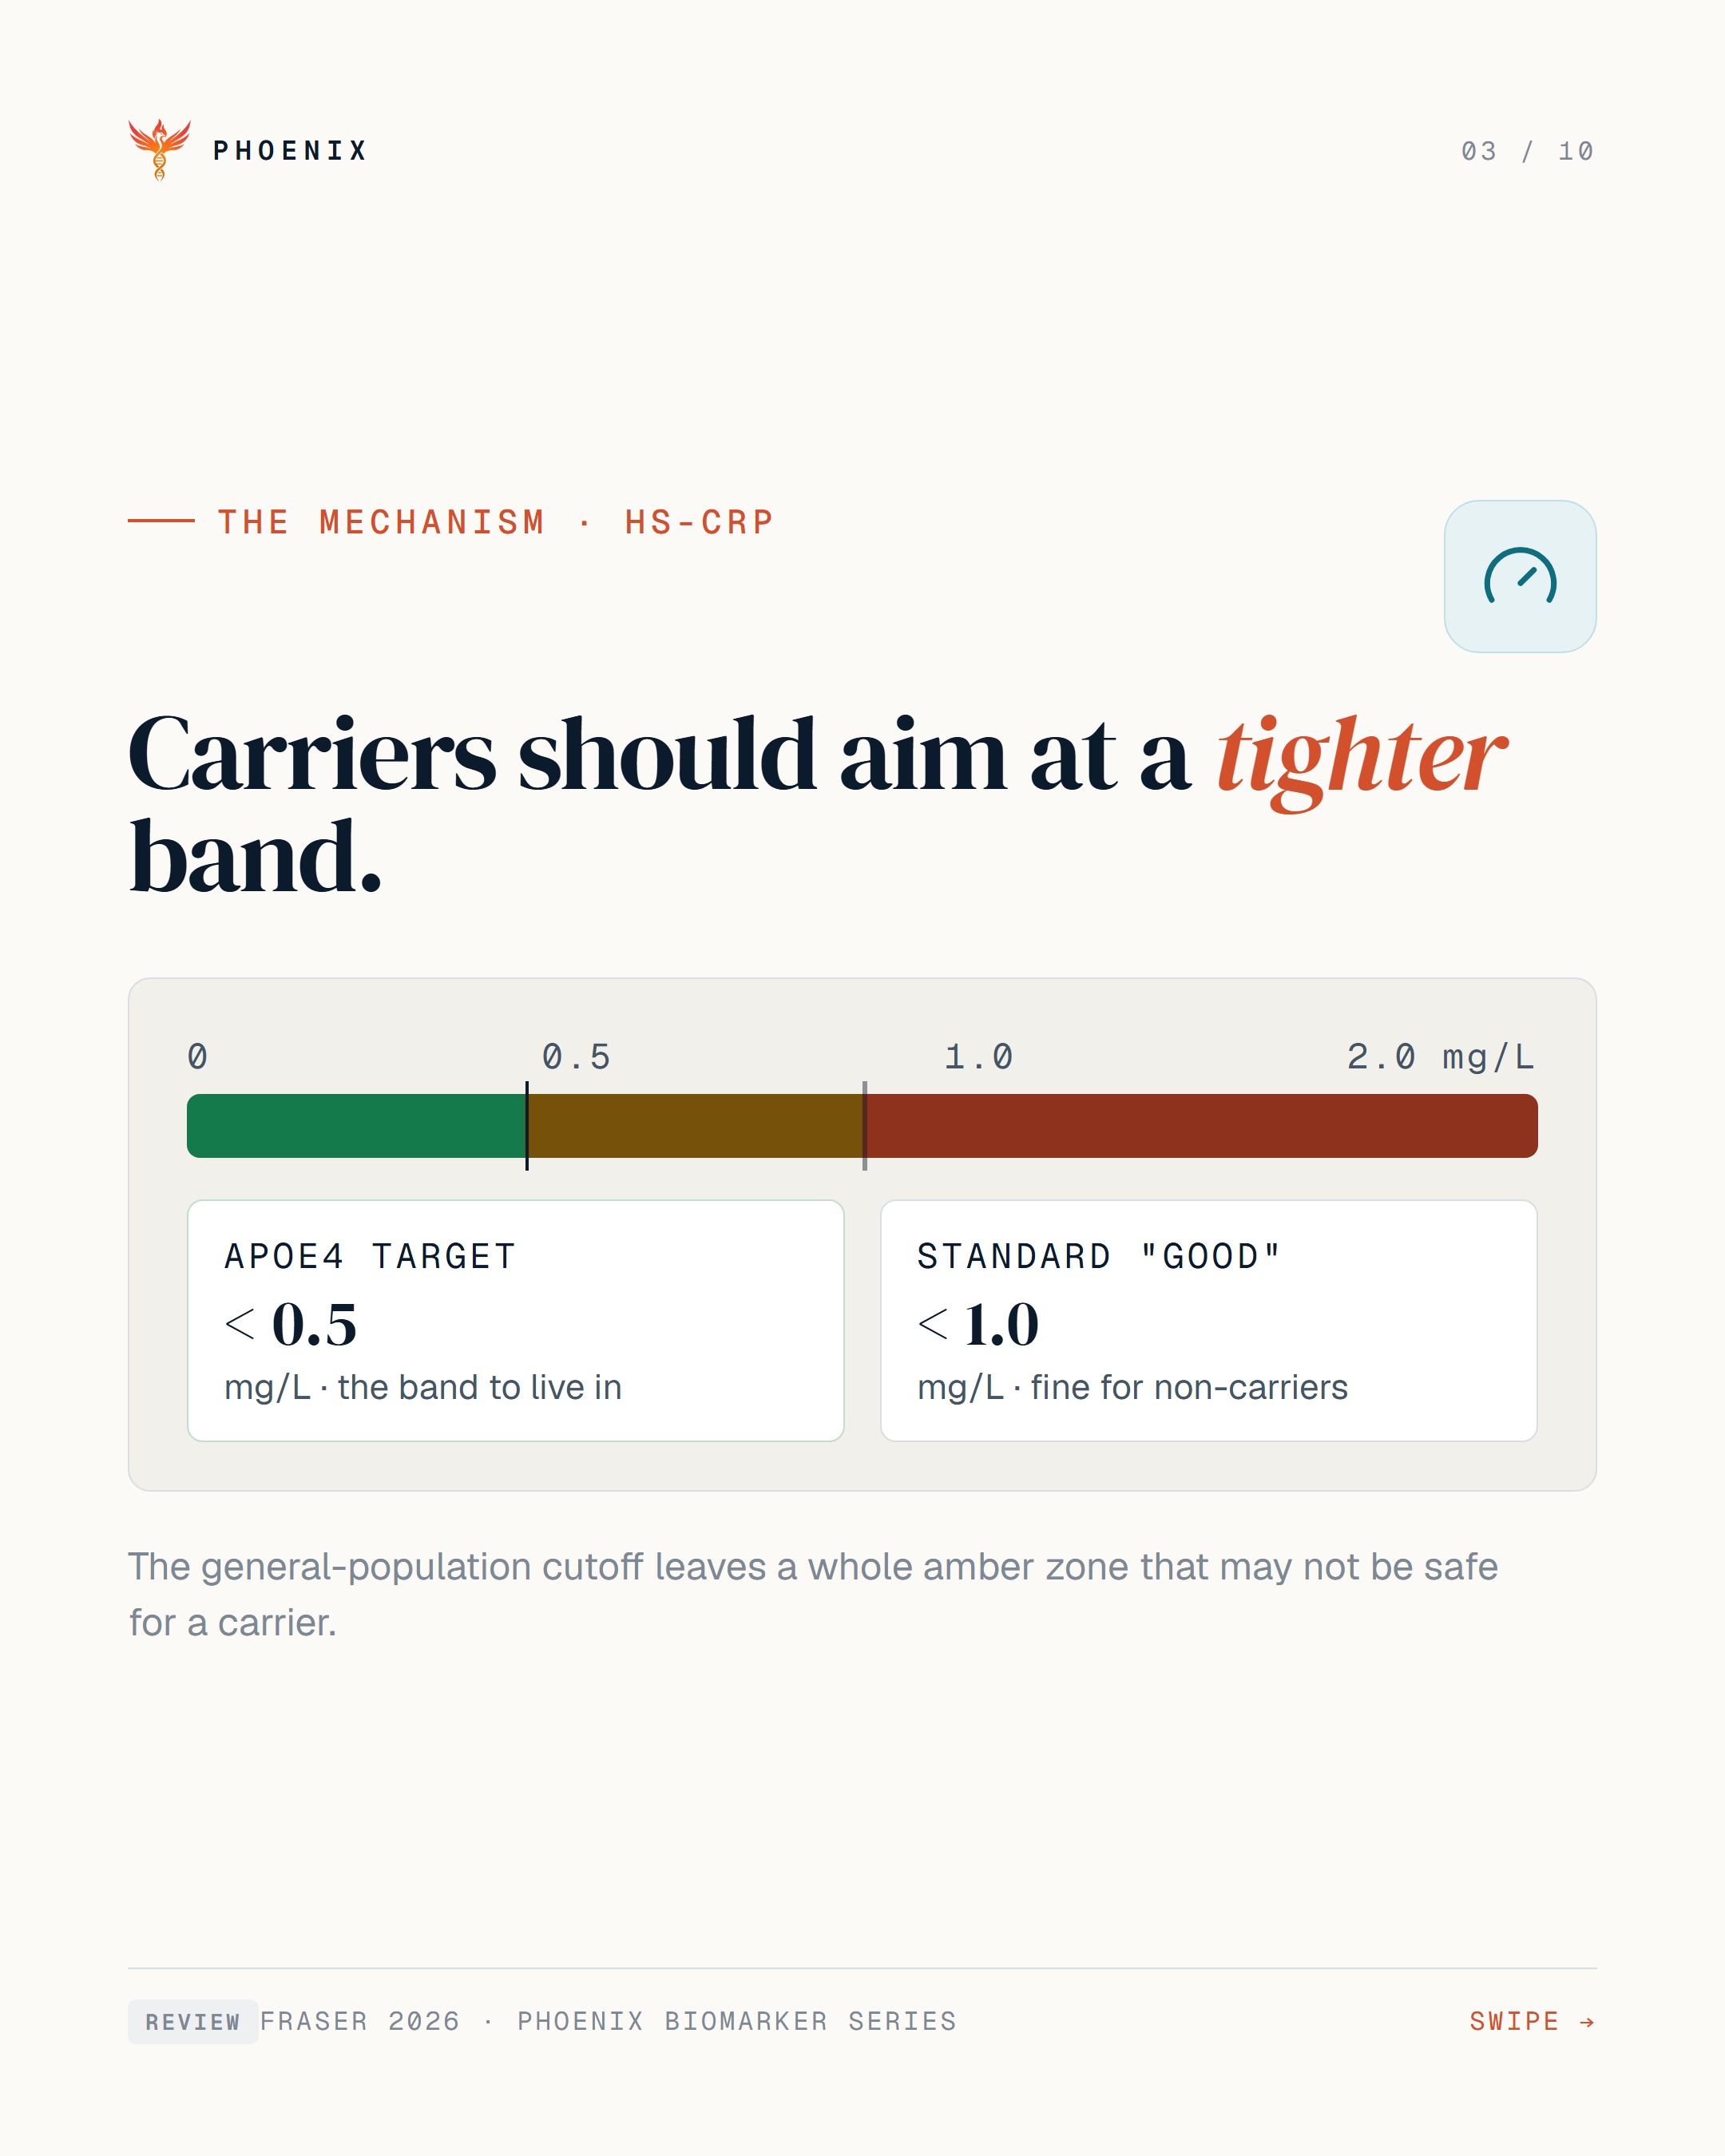 PHOENIX
03 / 10
THE MECHANISM · HS-CRP
Carriers should aim at a tighter
band.
0 0.5 1.0 2.0 mg/L
APOE4 TARGET
< 0.5
mg/L · the band to live in
STANDARD "GOOD"
< 1.0
mg/L · fine for non-carriers
The general-population cutoff leaves a whole amber zone that may not be safe
for a carrier.
REVIEW FRASER 2026 · PHOENIX BIOMARKER SERIES
SWIPE →